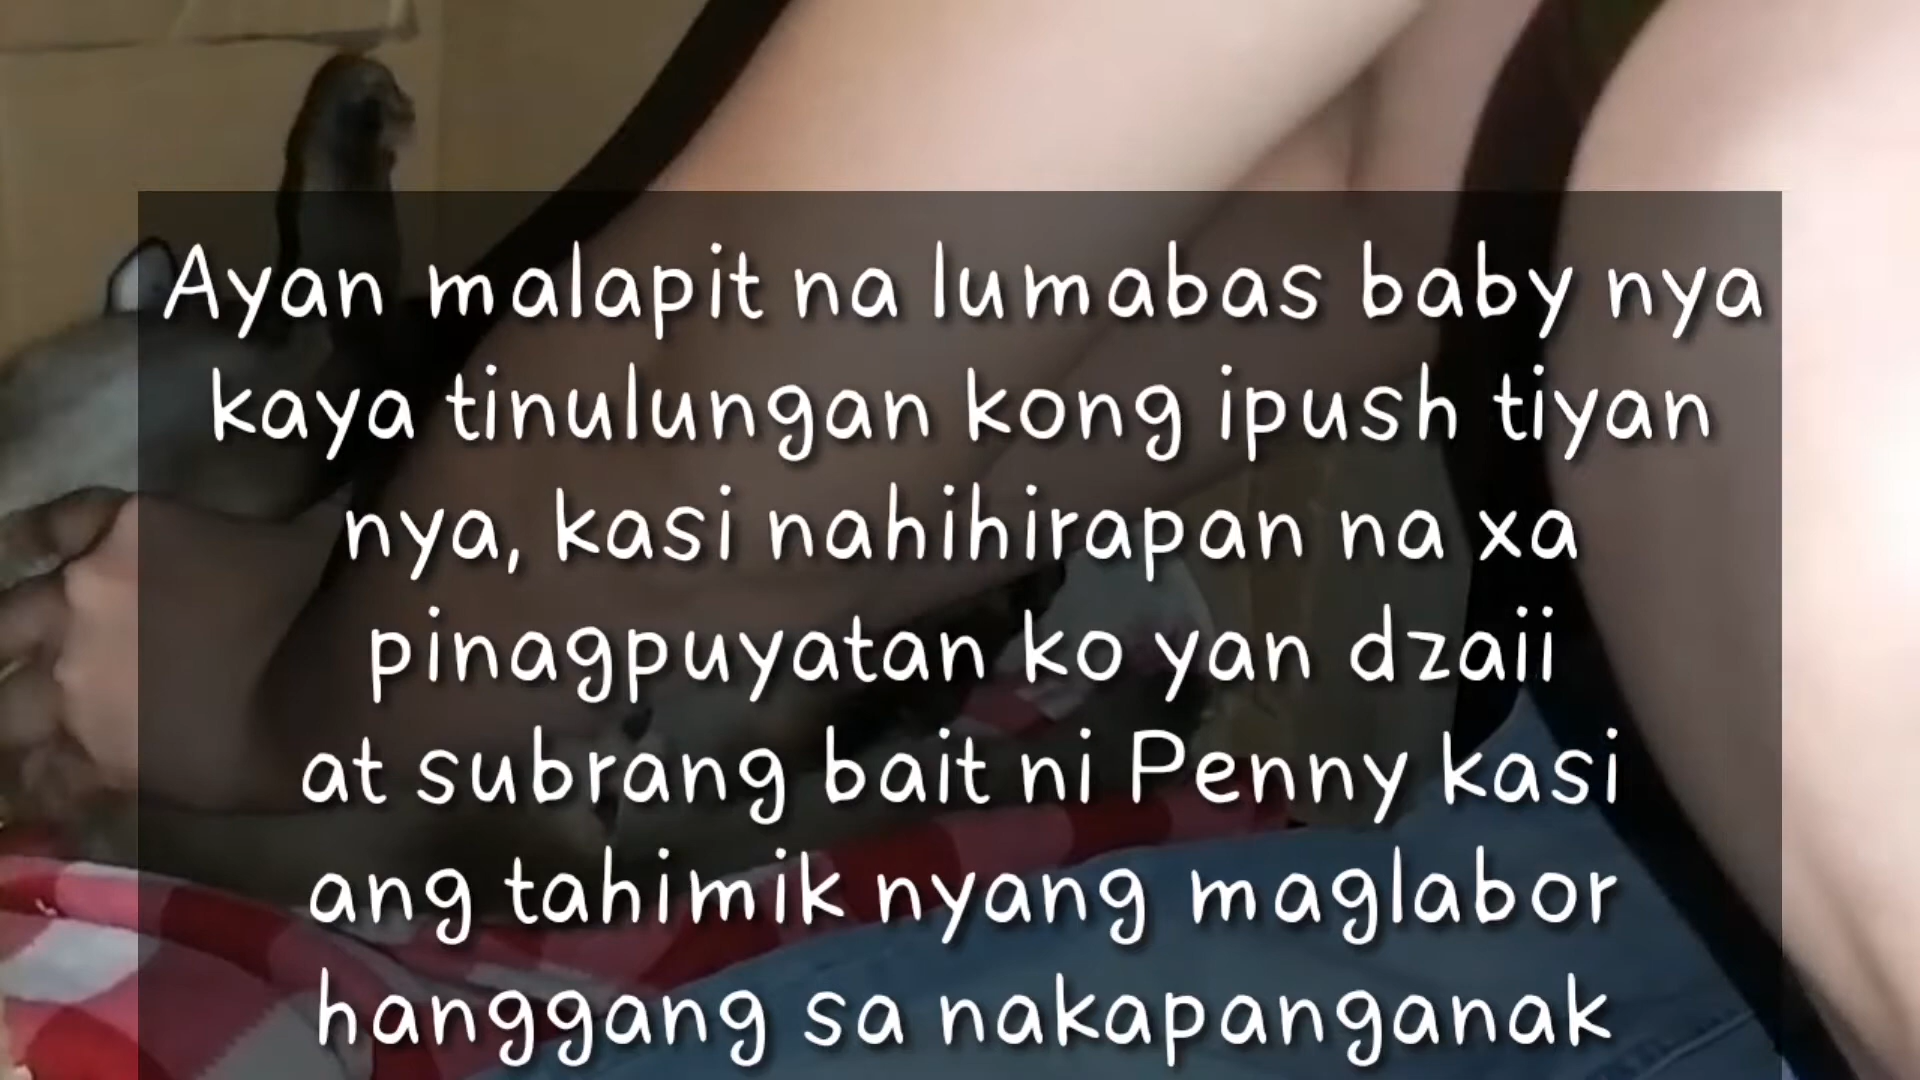 Ayan malapit na lumabas baby nya
kaya tinulungan kong ipush tiyan
nya, kasi nahihirapan na xa
pinagpuyatan ko yan dzaii
at subrang bait ni Penny kasi
ang tahimik nyang maglabor
hanggang sa nakapanganak